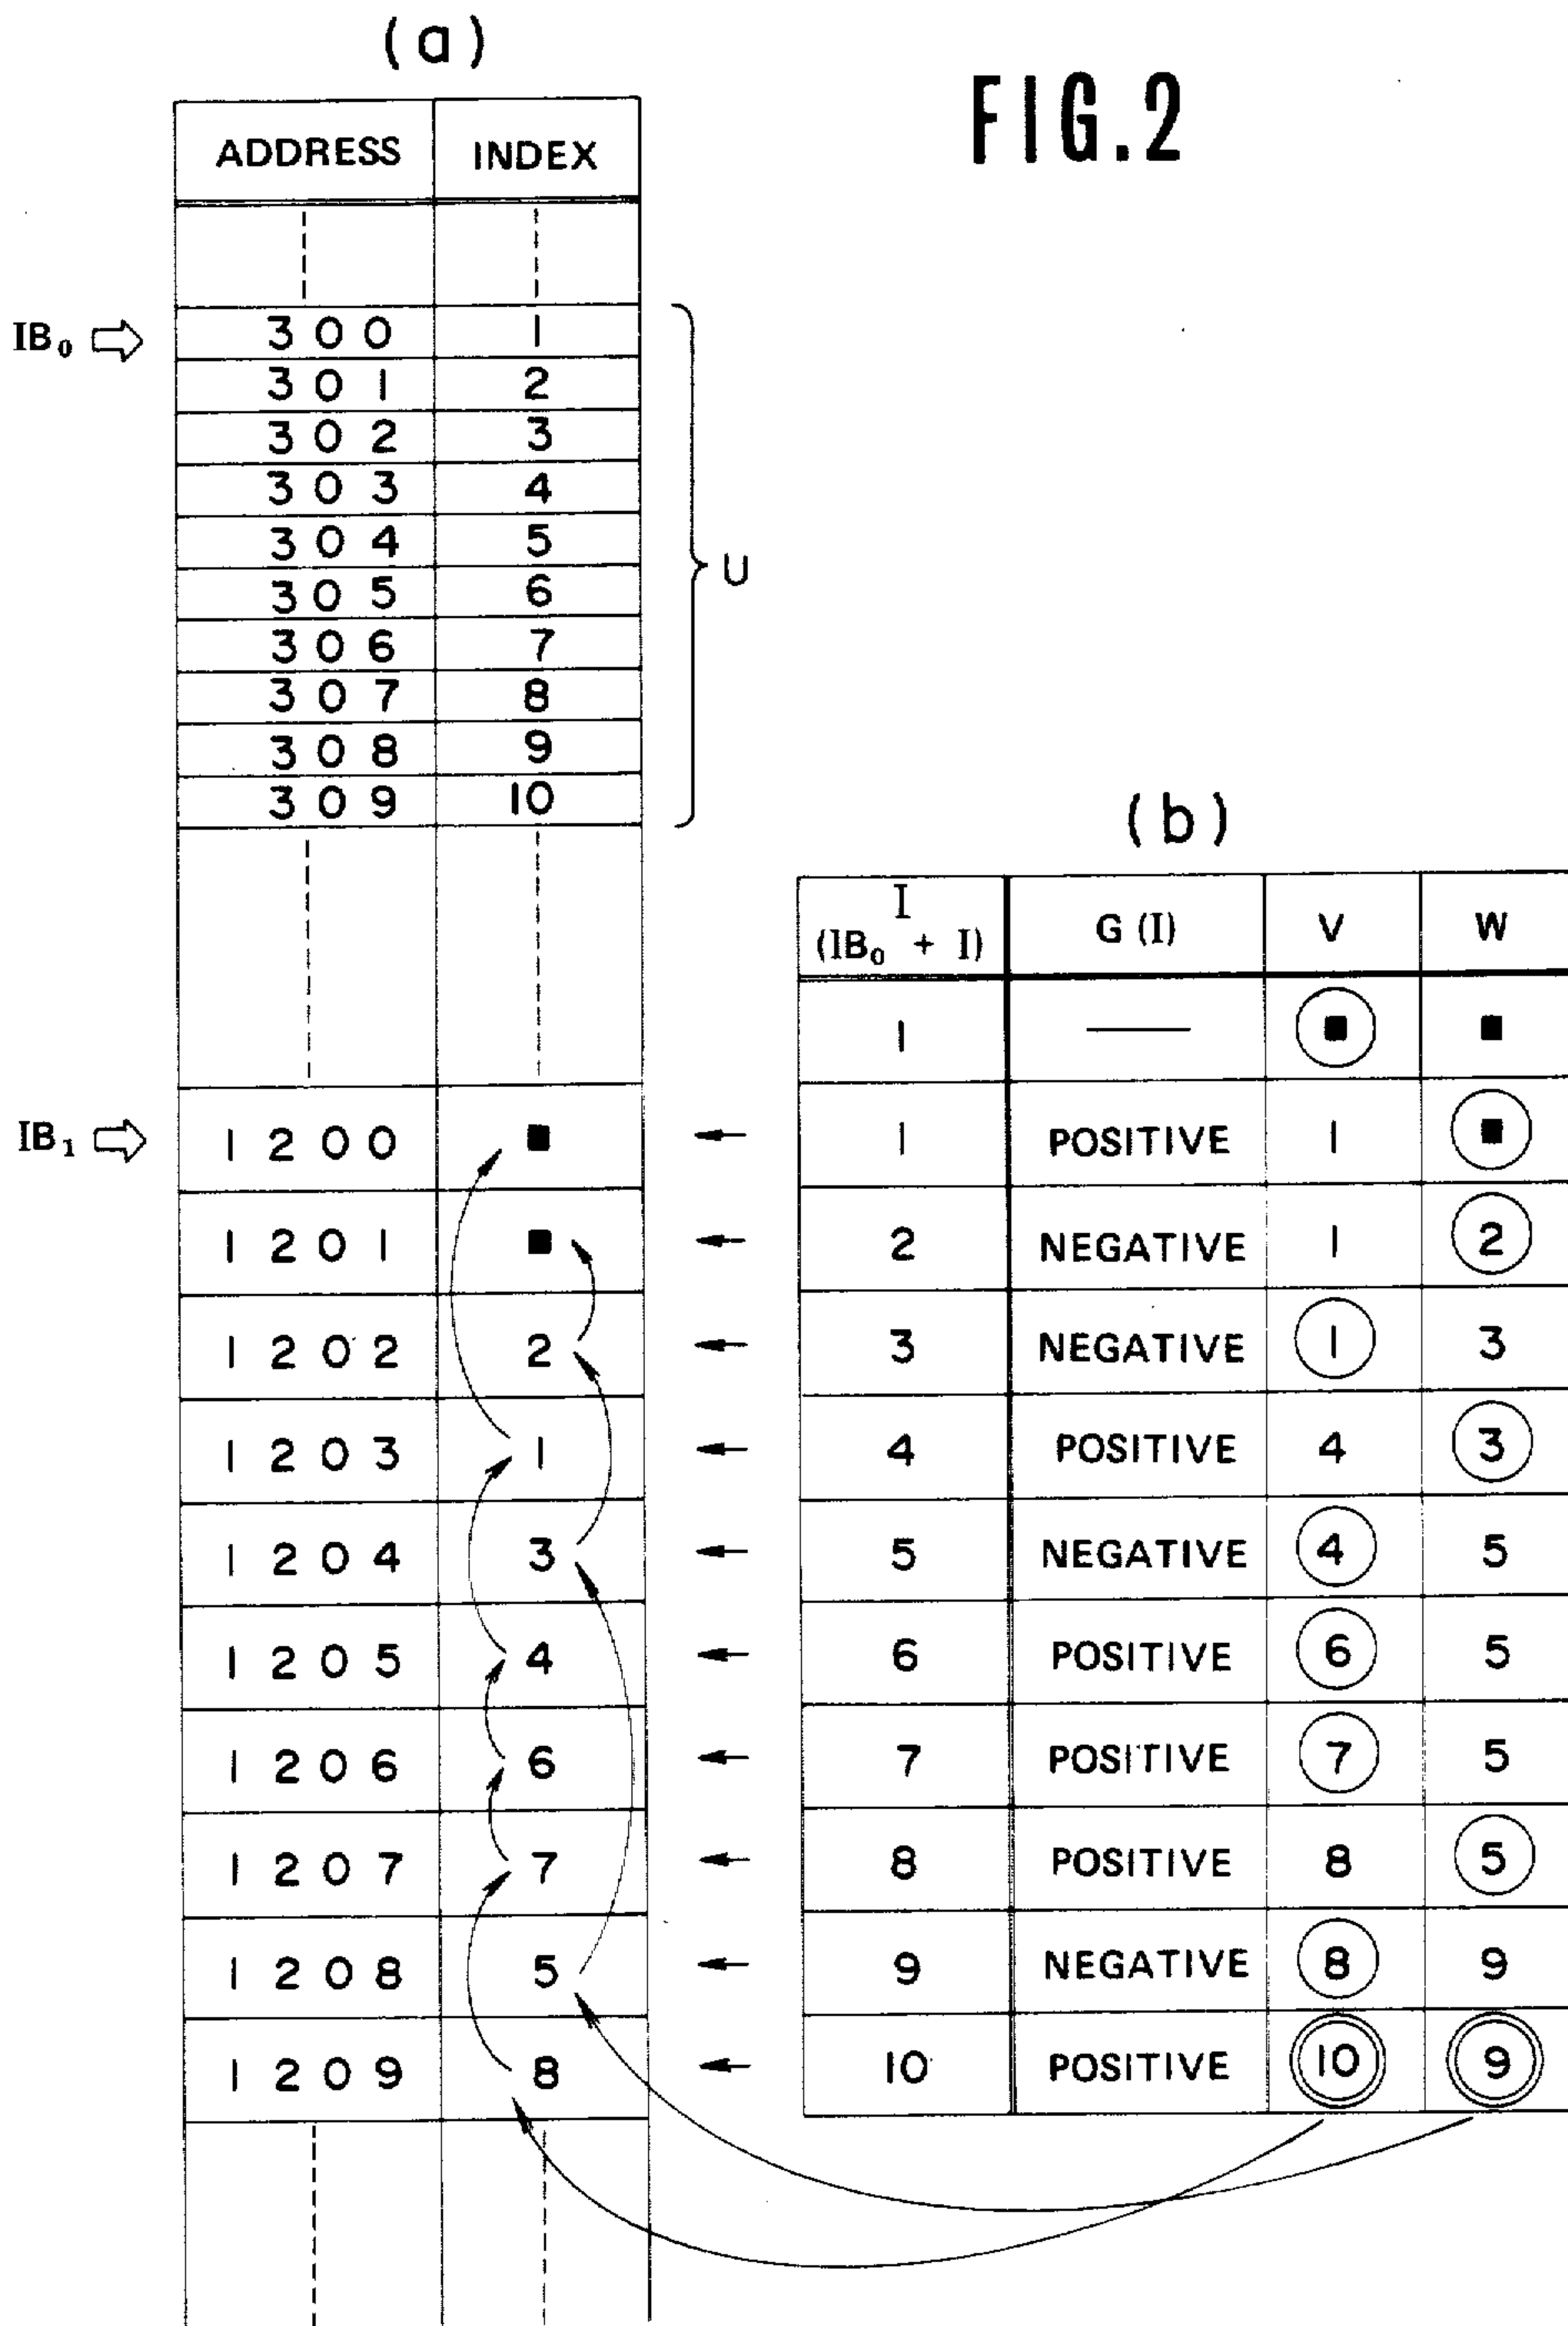 (a)
FIG.2
ADDRESS INDEX
IB₀ 300 1
301 2
302 3
303 4
304 5
305 6
306 7
307 8
308 9
309 10
U
(b)
I (IB₀ + I) G (I) V W
1 — ■ ■
IB₁ 1200 ■ 1 POSITIVE 1 ■
1201 ■ 2 NEGATIVE 1 2
1202 2 3 NEGATIVE 1 3
1203 1 4 POSITIVE 4 3
1204 3 5 NEGATIVE 4 5
1205 4 6 POSITIVE 6 5
1206 6 7 POSITIVE 7 5
1207 7 8 POSITIVE 8 5
1208 5 9 NEGATIVE 8 9
1209 8 10 POSITIVE 10 9